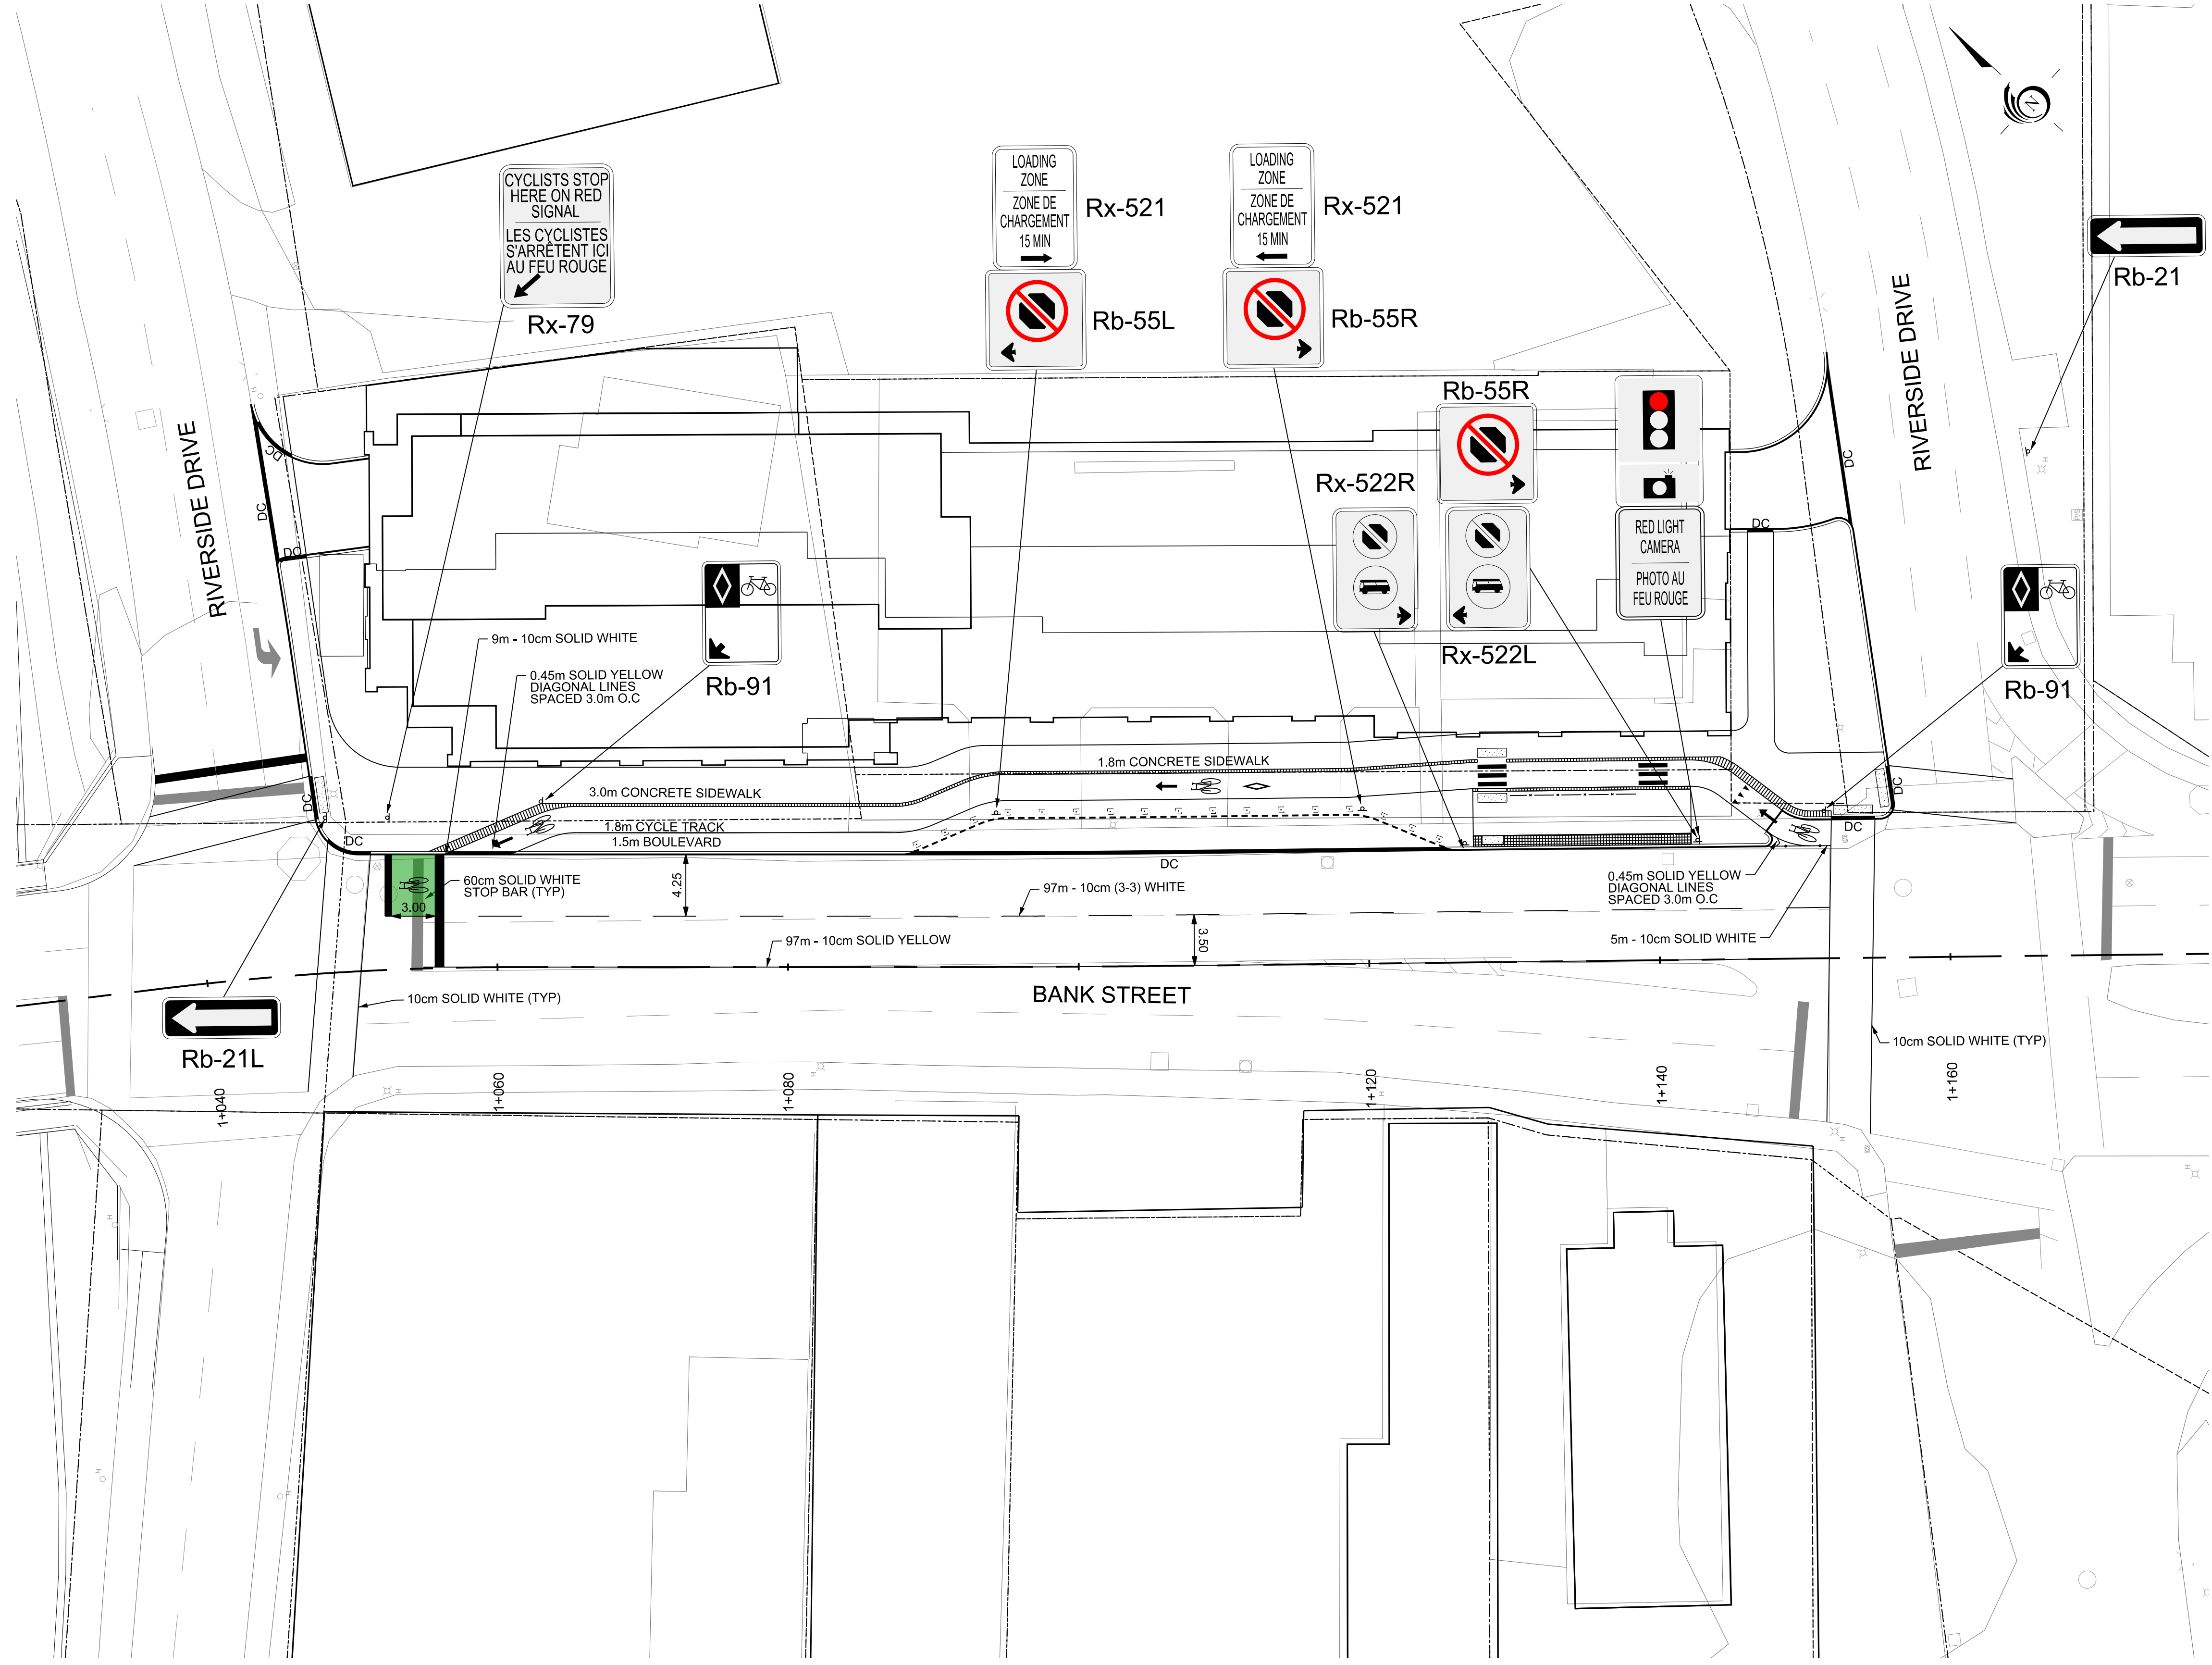 N
CYCLISTS STOP
HERE ON RED
SIGNAL
LES CYCLISTES
S'ARRÊTENT ICI
AU FEU ROUGE
Rx-79
LOADING
ZONE
ZONE DE
CHARGEMENT
15 MIN
Rx-521
Rb-55L
LOADING
ZONE
ZONE DE
CHARGEMENT
15 MIN
Rx-521
Rb-55R
Rb-21
RIVERSIDE DRIVE
RIVERSIDE DRIVE
Rb-55R
Rx-522R
Rx-522L
RED LIGHT
CAMERA
PHOTO AU
FEU ROUGE
DC
DC
DC
DC
DC
9m - 10cm SOLID WHITE
0.45m SOLID YELLOW
DIAGONAL LINES
SPACED 3.0m O.C
Rb-91
Rb-91
1.8m CONCRETE SIDEWALK
3.0m CONCRETE SIDEWALK
1.8m CYCLE TRACK
1.5m BOULEVARD
DC
DC
DC
DC
DC
60cm SOLID WHITE
STOP BAR (TYP)
3.00
4.25
97m - 10cm (3-3) WHITE
0.45m SOLID YELLOW
DIAGONAL LINES
SPACED 3.0m O.C
97m - 10cm SOLID YELLOW
3.50
5m - 10cm SOLID WHITE
10cm SOLID WHITE (TYP)
BANK STREET
Rb-21L
10cm SOLID WHITE (TYP)
1+040
1+060
1+080
1+120
1+140
1+160